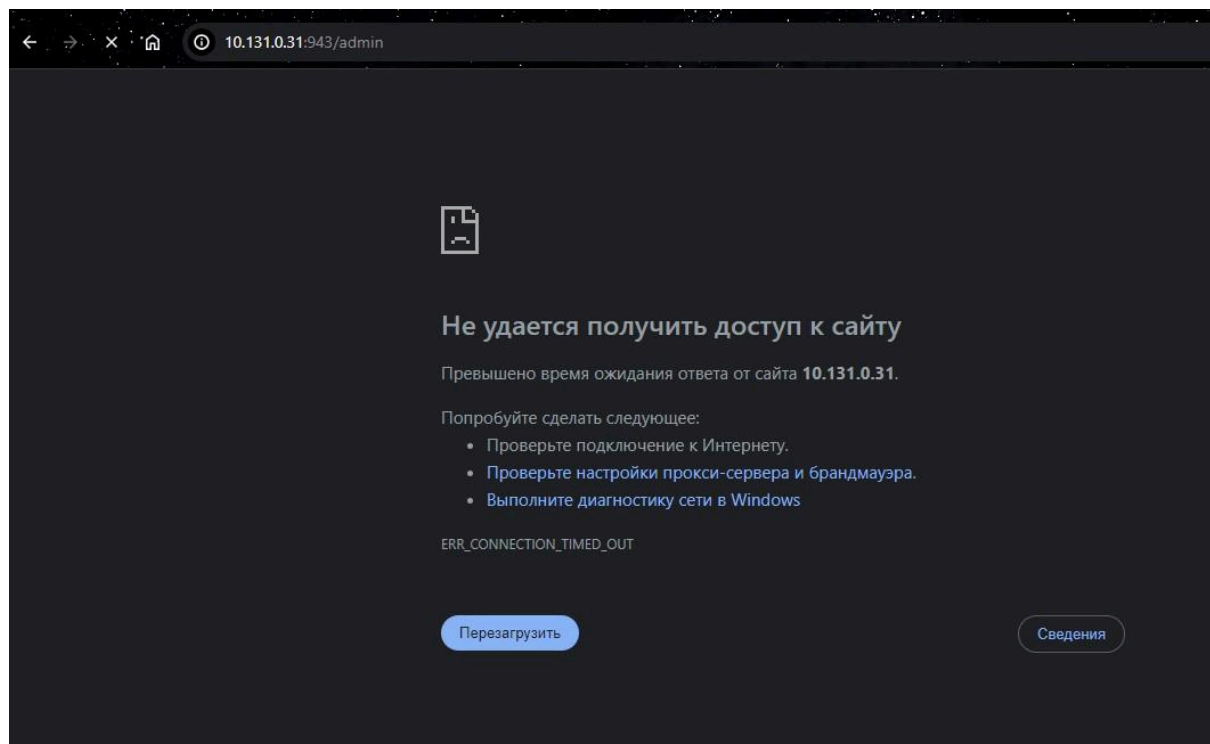 10.131.0.31:943/admin
Не удается получить доступ к сайту
Превышено время ожидания ответа от сайта 10.131.0.31.
Попробуйте сделать следующее:
• Проверьте подключение к Интернету.
• Проверьте настройки прокси-сервера и брандмауэра.
• Выполните диагностику сети в Windows
ERR_CONNECTION_TIMED_OUT
Перезагрузить
Сведения